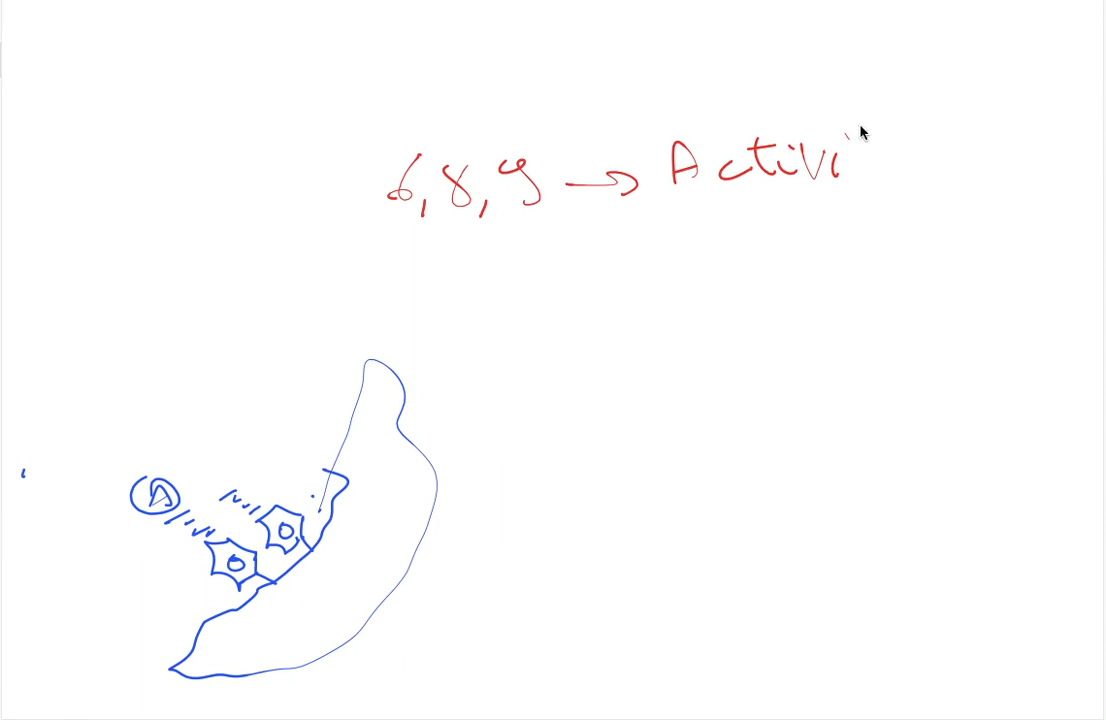 6, 8, 9 → Activi
A